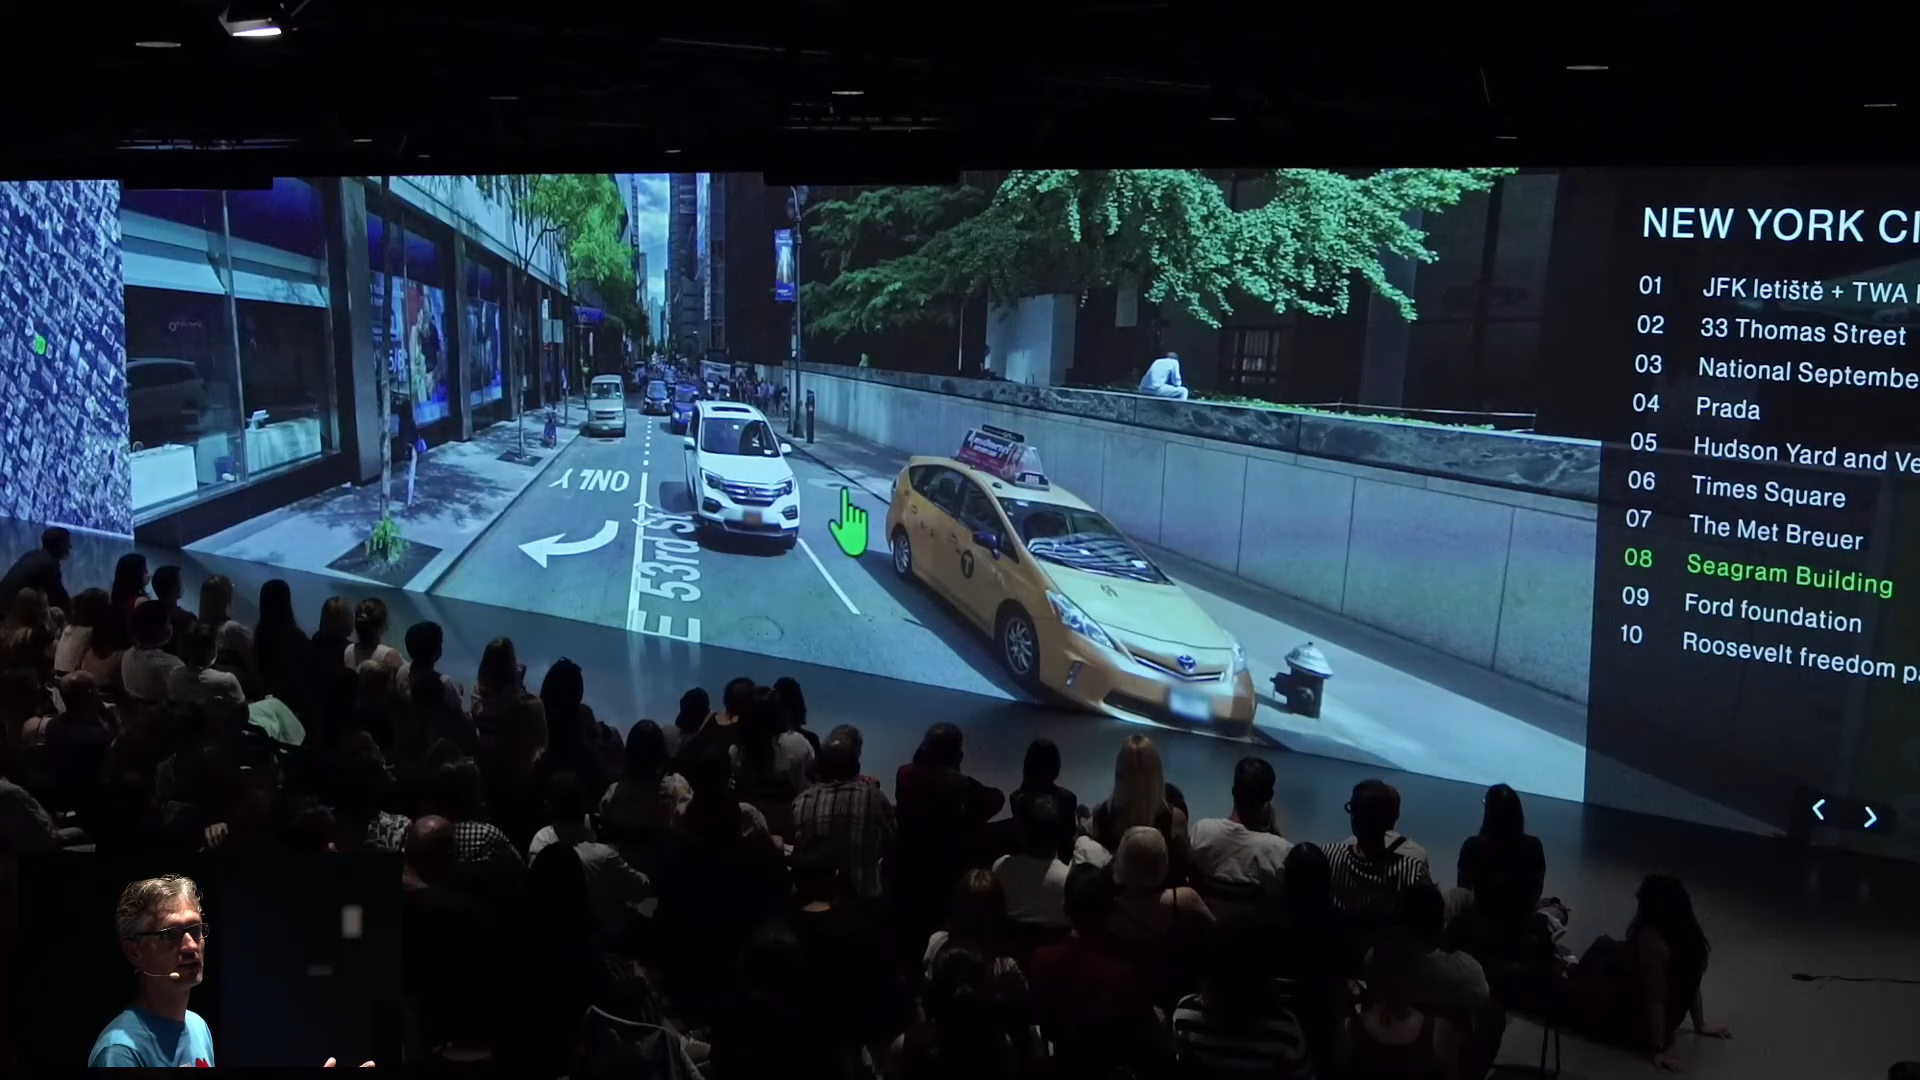 NEW YORK CI
01 JFK letiště + TWA
02 33 Thomas Street
03 National Septembe
04 Prada
05 Hudson Yard and Ve
06 Times Square
07 The Met Breuer
08 Seagram Building
09 Ford foundation
10 Roosevelt freedom pa
ONLY
E 53rd St
T